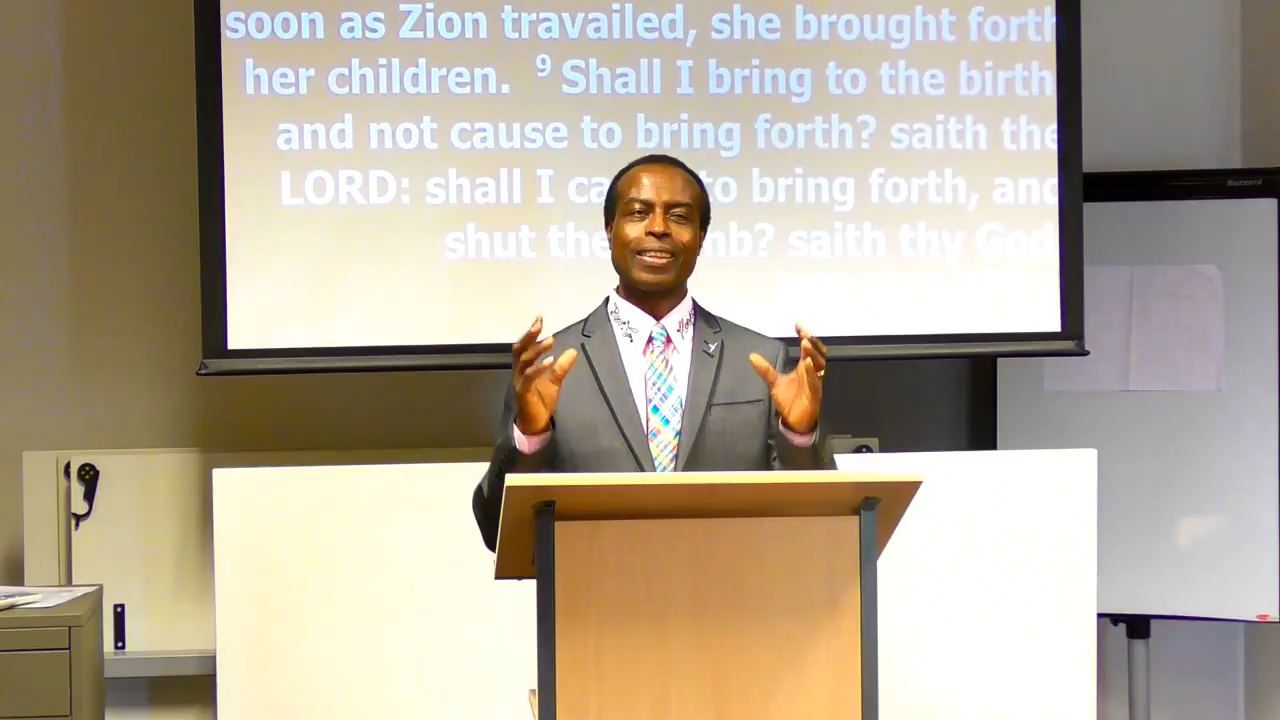 soon as Zion travailed, she brought forth
her children. ⁹ Shall I bring to the birth
and not cause to bring forth? saith the
LORD: shall I to bring forth, and
shut the saith thy God
Buzzard